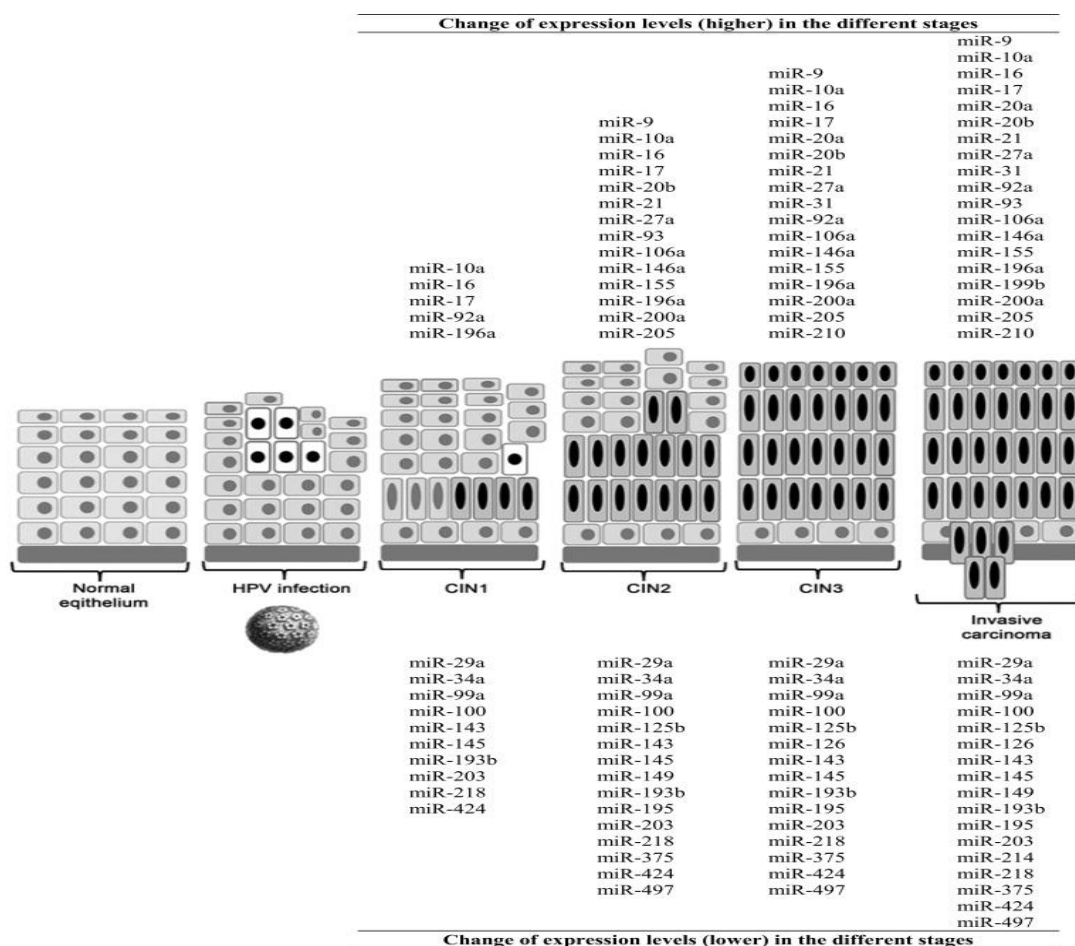 Change of expression levels (higher) in the different stages
miR-10a
miR-16
miR-17
miR-92a
miR-196a
miR-9
miR-10a
miR-16
miR-17
miR-20b
miR-21
miR-27a
miR-93
miR-106a
miR-146a
miR-155
miR-196a
miR-200a
miR-205
miR-9
miR-10a
miR-16
miR-17
miR-20a
miR-20b
miR-21
miR-27a
miR-31
miR-92a
miR-106a
miR-146a
miR-155
miR-196a
miR-200a
miR-205
miR-210
miR-9
miR-10a
miR-16
miR-17
miR-20a
miR-20b
miR-21
miR-27a
miR-31
miR-92a
miR-93
miR-106a
miR-146a
miR-155
miR-196a
miR-199b
miR-200a
miR-205
miR-210
Normal
eqithelium
HPV infection
CIN1
CIN2
CIN3
Invasive
carcinoma
miR-29a
miR-34a
miR-99a
miR-100
miR-143
miR-145
miR-193b
miR-203
miR-218
miR-424
miR-29a
miR-34a
miR-99a
miR-100
miR-125b
miR-143
miR-145
miR-149
miR-193b
miR-195
miR-203
miR-218
miR-375
miR-424
miR-497
miR-29a
miR-34a
miR-99a
miR-100
miR-125b
miR-126
miR-143
miR-145
miR-193b
miR-195
miR-203
miR-218
miR-375
miR-424
miR-497
miR-29a
miR-34a
miR-99a
miR-100
miR-125b
miR-126
miR-143
miR-145
miR-149
miR-193b
miR-195
miR-203
miR-214
miR-218
miR-375
miR-424
miR-497
Change of expression levels (lower) in the different stages